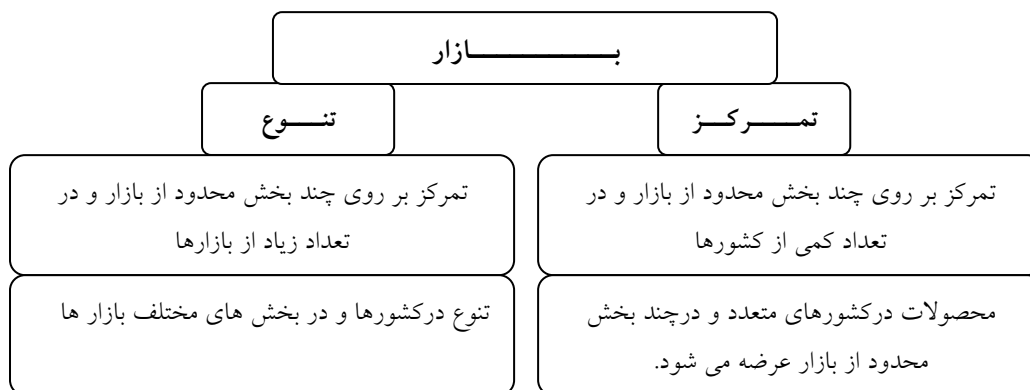 بـــــــــــازار
تمـــرکـــز
تنـــوع
تمرکز بر روی چند بخش محدود از بازار و در
تعداد کمی از کشورها
تمرکز بر روی چند بخش محدود از بازار و در
تعداد زیاد از بازارها
محصولات درکشورهای متعدد و درچند بخش
محدود از بازار عرضه می شود.
تنوع درکشورها و در بخش های مختلف بازار ها